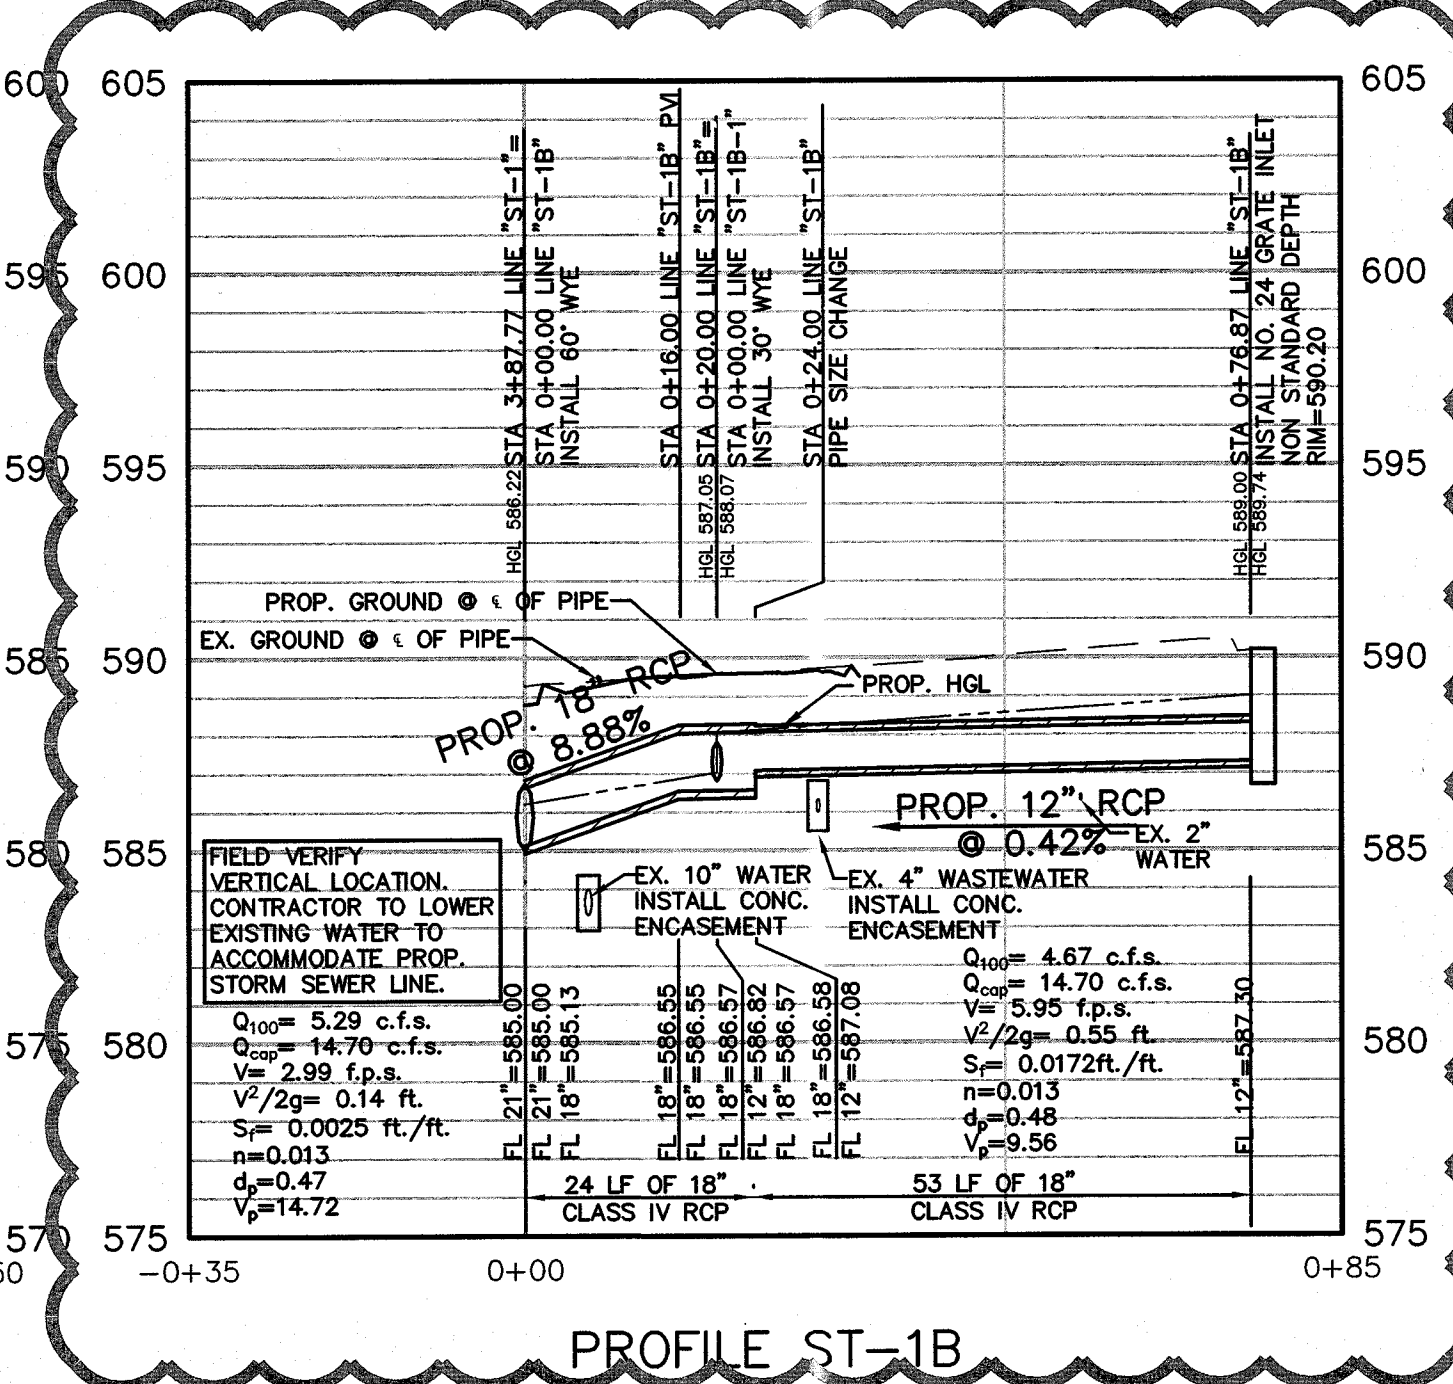 600
595
590
585
580
575
570
605
600
595
590
585
580
575
605
600
595
590
585
580
575
STA 3+87.77 LINE "ST-1"=
STA 0+00.00 LINE "ST-1B"
INSTALL 60° WYE
HGL 586.22
STA 0+16.00 LINE "ST-1B" PVI
STA 0+20.00 LINE "ST-1B"=
STA 0+00.00 LINE "ST-1B-1"
INSTALL 30° WYE
HGL 587.05
HGL 588.07
STA 0+24.00 LINE "ST-1B"
PIPE SIZE CHANGE
STA 0+76.87 LINE "ST-1B"
INSTALL NO. 24 GRATE INLET
NON STANDARD DEPTH
RIM=590.20
HGL 589.00
HGL 589.74
PROP. GROUND @ ℄ OF PIPE
EX. GROUND @ ℄ OF PIPE
PROP. 18" RCP
@ 8.88%
PROP. HGL
PROP. 12" RCP
@ 0.42%
EX. 2"
WATER
FIELD VERIFY
VERTICAL LOCATION.
CONTRACTOR TO LOWER
EXISTING WATER TO
ACCOMMODATE PROP.
STORM SEWER LINE.
EX. 10" WATER
INSTALL CONC.
ENCASEMENT
EX. 4" WASTEWATER
INSTALL CONC.
ENCASEMENT
Q100= 5.29 c.f.s.
Qcap= 14.70 c.f.s.
V= 2.99 f.p.s.
V²/2g= 0.14 ft.
Sf= 0.0025 ft./ft.
n=0.013
dp=0.47
Vp=14.72
FL 21"=585.00
FL 21"=585.00
FL 18"=585.13
FL 18"=586.55
FL 18"=586.55
FL 18"=586.57
FL 12"=586.82
FL 18"=586.57
FL 18"=586.58
FL 12"=587.08
Q100= 4.67 c.f.s.
Qcap= 14.70 c.f.s.
V= 5.95 f.p.s.
V²/2g= 0.55 ft.
Sf= 0.0172ft./ft.
n=0.013
dp=0.48
Vp=9.56
FL 12"=587.30
24 LF OF 18"
CLASS IV RCP
53 LF OF 18"
CLASS IV RCP
-0+35
0+00
0+85
PROFILE ST-1B